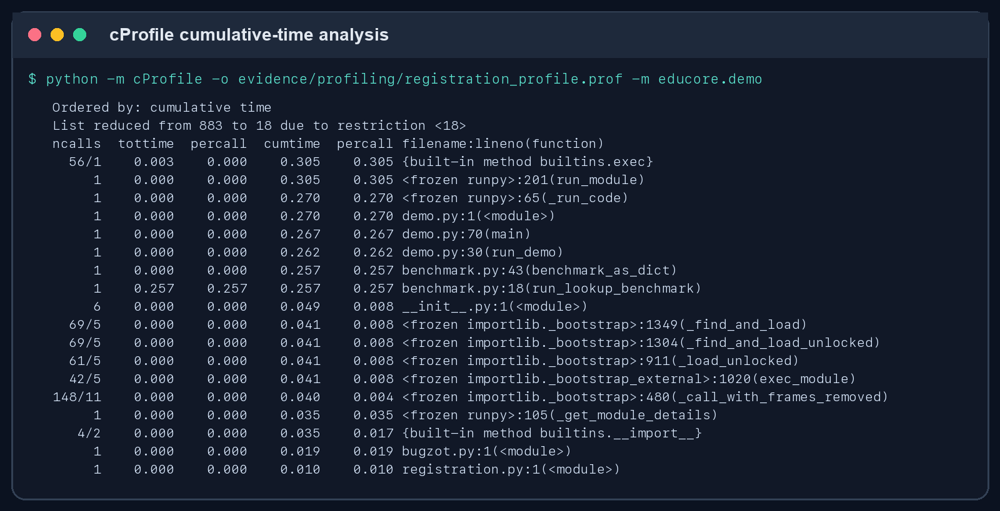 cProfile cumulative-time analysis
$ python -m cProfile -o evidence/profiling/registration_profile.prof -m educore.demo
Ordered by: cumulative time
List reduced from 883 to 18 due to restriction <18>
ncalls  tottime  percall  cumtime  percall filename:lineno(function)
56/1    0.003    0.000    0.305    0.305 {built-in method builtins.exec}
1    0.000    0.000    0.305    0.305 <frozen runpy>:201(run_module)
1    0.000    0.000    0.270    0.270 <frozen runpy>:65(_run_code)
1    0.000    0.000    0.270    0.270 demo.py:1(<module>)
1    0.000    0.000    0.267    0.267 demo.py:70(main)
1    0.000    0.000    0.262    0.262 demo.py:30(run_demo)
1    0.000    0.000    0.257    0.257 benchmark.py:43(benchmark_as_dict)
1    0.257    0.257    0.257    0.257 benchmark.py:18(run_lookup_benchmark)
6    0.000    0.000    0.049    0.008 __init__.py:1(<module>)
69/5    0.000    0.000    0.041    0.008 <frozen importlib._bootstrap>:1349(_find_and_load)
69/5    0.000    0.000    0.041    0.008 <frozen importlib._bootstrap>:1304(_find_and_load_unlocked)
61/5    0.000    0.000    0.041    0.008 <frozen importlib._bootstrap>:911(_load_unlocked)
42/5    0.000    0.000    0.041    0.008 <frozen importlib._bootstrap_external>:1020(exec_module)
148/11    0.000    0.000    0.040    0.004 <frozen importlib._bootstrap>:480(_call_with_frames_removed)
1    0.000    0.000    0.035    0.035 <frozen runpy>:105(_get_module_details)
4/2    0.000    0.000    0.035    0.017 {built-in method builtins.__import__}
1    0.000    0.000    0.019    0.019 bugzot.py:1(<module>)
1    0.000    0.000    0.010    0.010 registration.py:1(<module>)